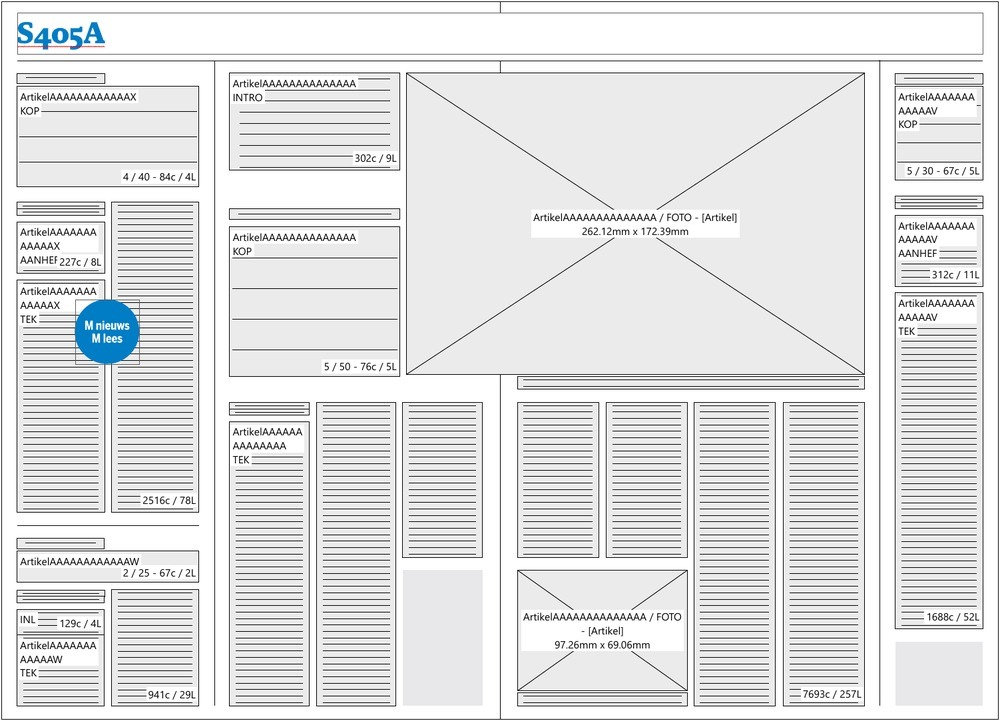 S405A
ArtikelAAAAAAAAAAAAX
KOP
4 / 40 - 84c / 4L
ArtikelAAAAAAA
AAAAAX
AANHEF
227c / 8L
ArtikelAAAAAAA
AAAAAX
TEK
M nieuws
M lees
2516c / 78L
ArtikelAAAAAAAAAAAAW
2 / 25 - 67c / 2L
INL
129c / 4L
ArtikelAAAAAAA
AAAAAW
TEK
941c / 29L
ArtikelAAAAAAAAAAAAAA
INTRO
302c / 9L
ArtikelAAAAAAAAAAAAAA
KOP
5 / 50 - 76c / 5L
ArtikelAAAAAA
AAAAAAAA
TEK
ArtikelAAAAAAAAAAAAAA / FOTO - [Artikel]
262.12mm x 172.39mm
ArtikelAAAAAAAAAAAAAA / FOTO
- [Artikel]
97.26mm x 69.06mm
7693c / 257L
ArtikelAAAAAAA
AAAAAV
KOP
5 / 30 - 67c / 5L
ArtikelAAAAAAA
AAAAAV
AANHEF
312c / 11L
ArtikelAAAAAAA
AAAAAV
TEK
1688c / 52L